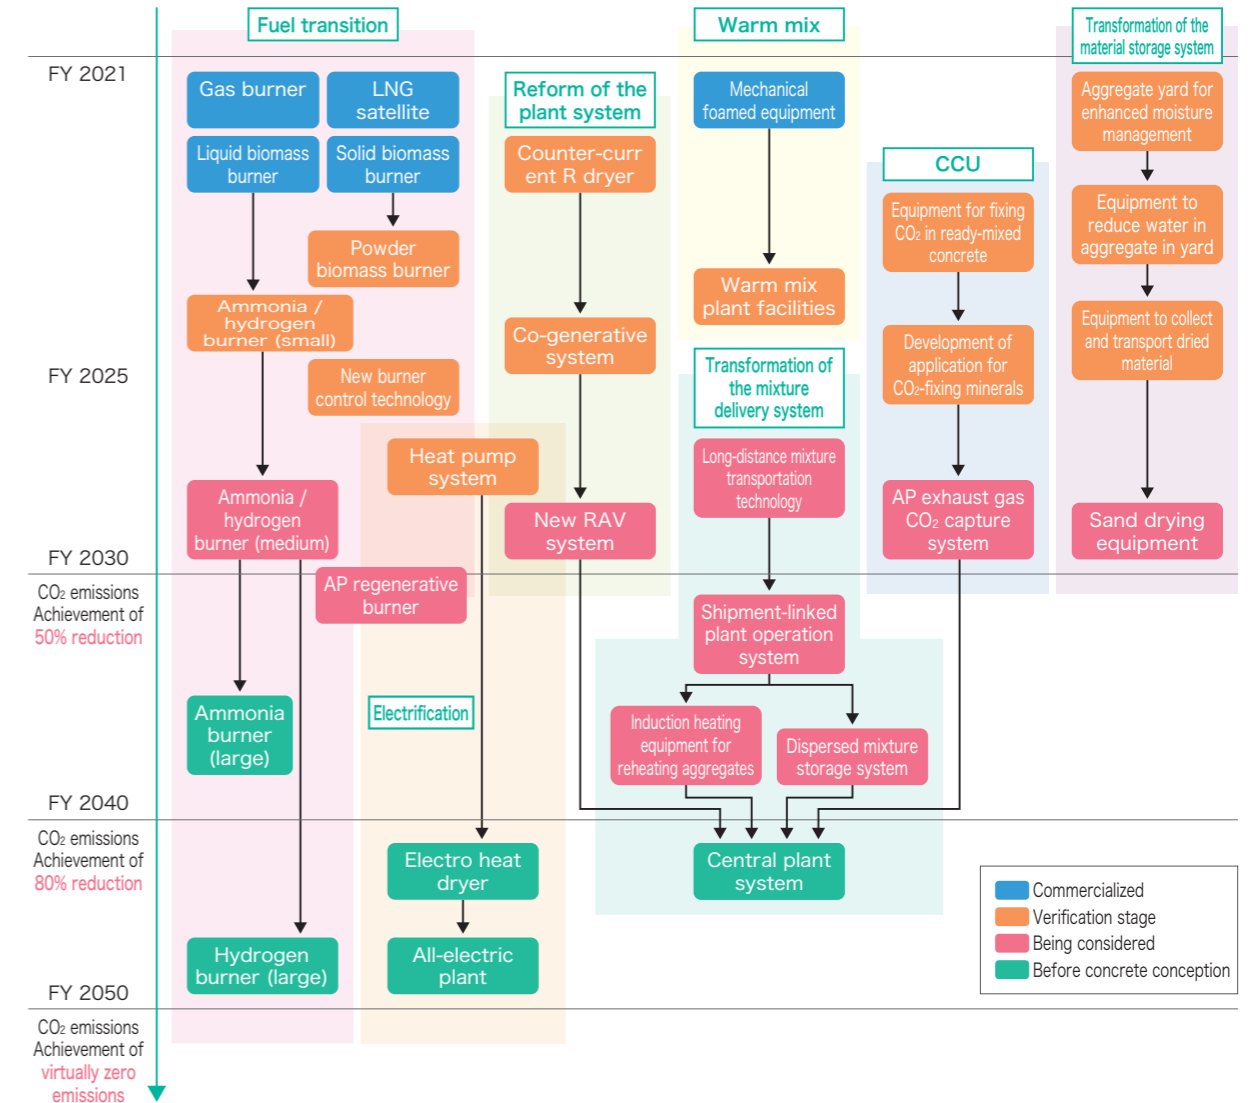 Fuel transition
Warm mix
Transformation of the
material storage system
FY 2021
Gas burner
LNG
satellite
Reform of the
plant system
Mechanical
foamed equipment
Aggregate yard for
enhanced moisture
management
Liquid biomass
burner
Solid biomass
burner
Counter-curr
ent R dryer
CCU
Equipment for fixing
CO2 in ready-mixed
concrete
Equipment to
reduce water in
aggregate in yard
Powder
biomass burner
Warm mix
plant facilities
Ammonia /
hydrogen
burner (small)
Co-generative
system
Development of
application for
CO2-fixing minerals
Equipment to collect
and transport dried
material
FY 2025
New burner
control technology
Transformation of
the mixture
delivery system
Heat pump
system
Long-distance mixture
transportation
technology
Ammonia /
hydrogen
burner (medium)
New RAV
system
AP exhaust gas
CO2 capture
system
Sand drying
equipment
FY 2030
CO2 emissions
Achievement of
50% reduction
AP regenerative
burner
Shipment-linked
plant operation
system
Ammonia
burner
(large)
Electrification
Induction heating
equipment for
reheating aggregates
Dispersed mixture
storage system
FY 2040
CO2 emissions
Achievement of
80% reduction
Electro heat
dryer
Central plant
system
Commercialized
Verification stage
Being considered
Before concrete conception
Hydrogen
burner (large)
All-electric
plant
FY 2050
CO2 emissions
Achievement of
virtually zero
emissions